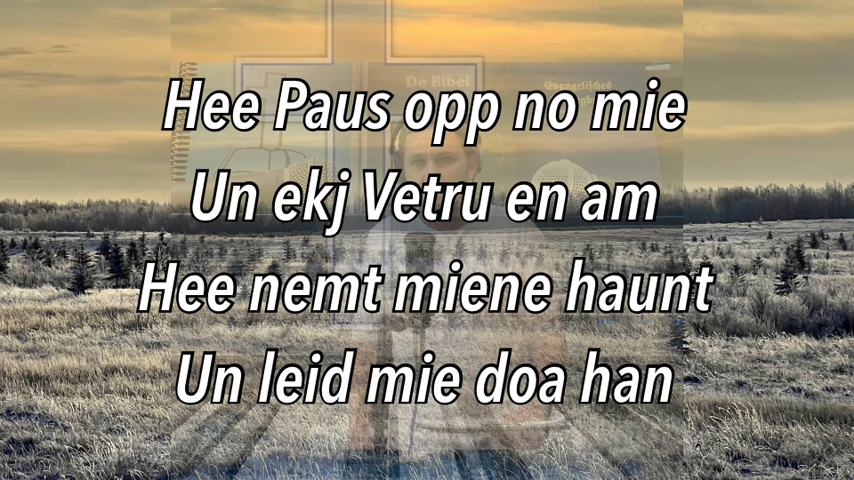 De Bibel
Evangelisches
Hee Paus opp no mie
Un ekj Vetru en am
Hee nemt miene haunt
Un leid mie doa han